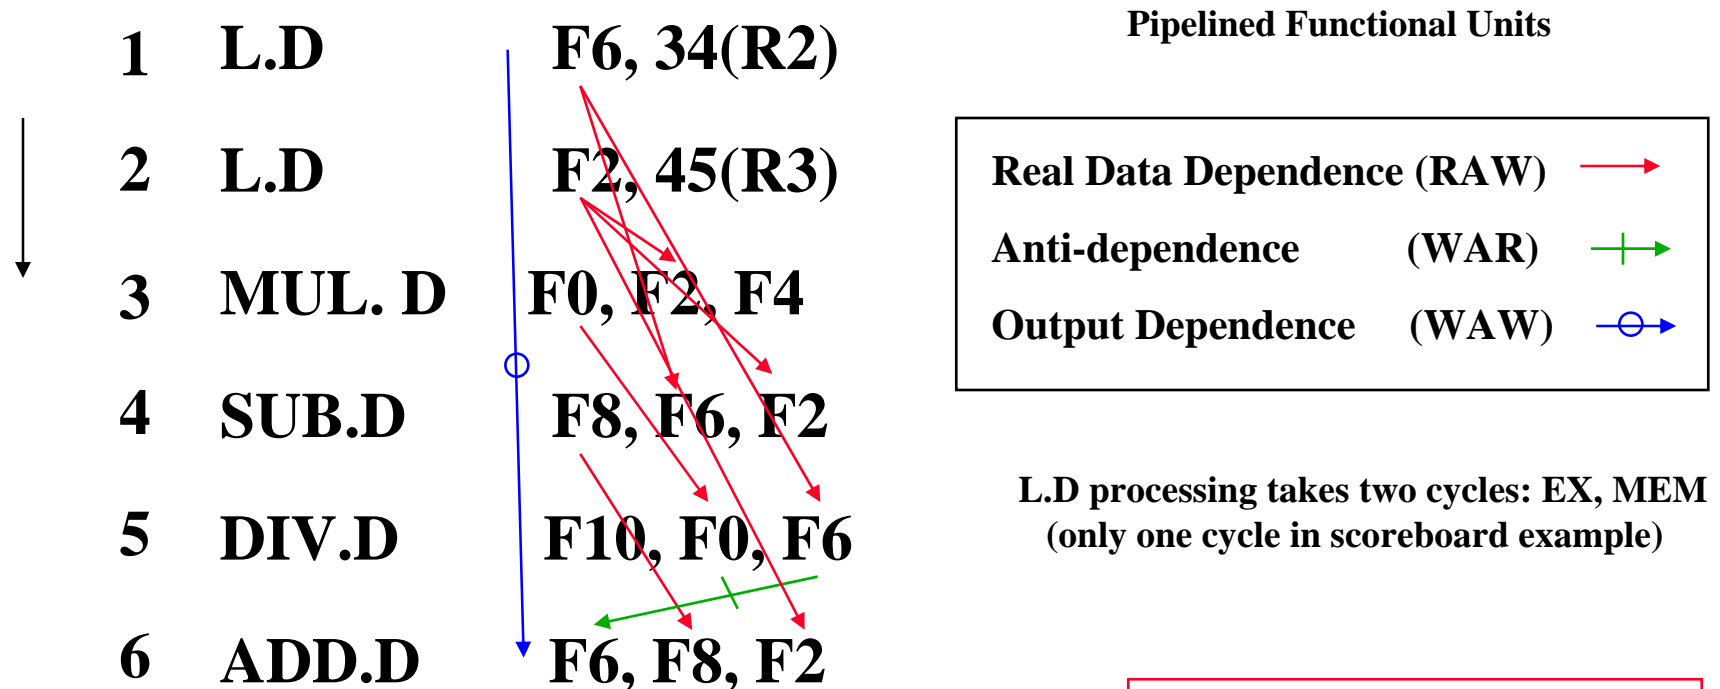 1 L.D F6, 34(R2)
2 L.D F2, 45(R3)
3 MUL. D F0, F2, F4
4 SUB.D F8, F6, F2
5 DIV.D F10, F0, F6
6 ADD.D F6, F8, F2
Pipelined Functional Units
Real Data Dependence (RAW)
Anti-dependence (WAR)
Output Dependence (WAW)
L.D processing takes two cycles: EX, MEM
(only one cycle in scoreboard example)